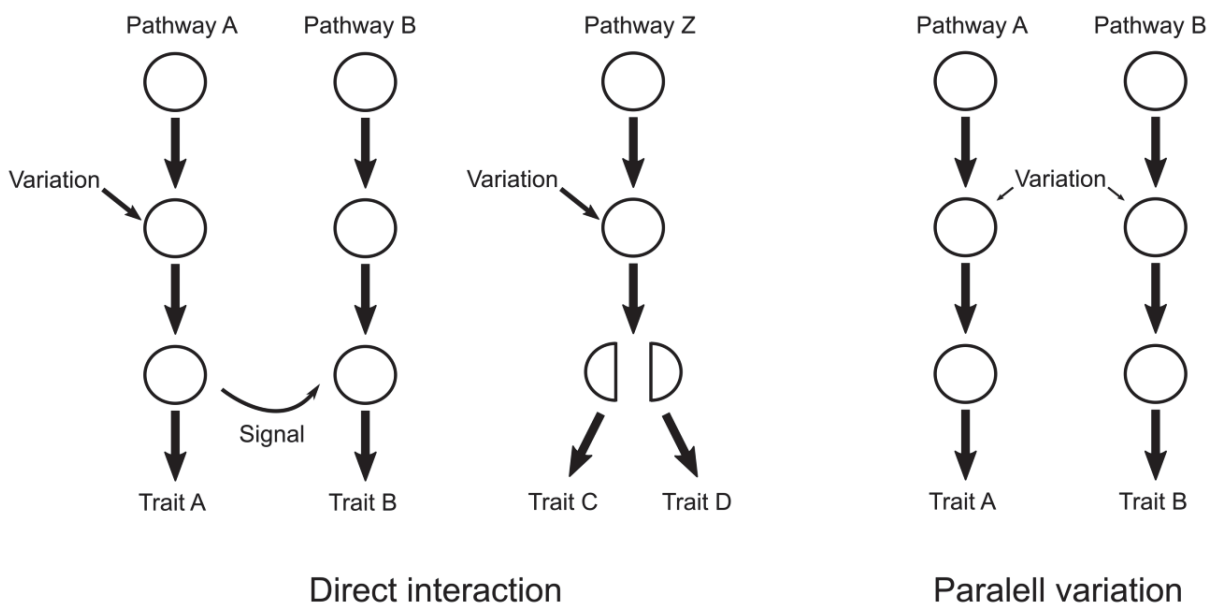 Pathway A
Pathway B
Pathway Z
Pathway A
Pathway B
Variation
Variation
Variation
Signal
Trait A
Trait B
Trait C
Trait D
Trait A
Trait B
Direct interaction
Paralell variation